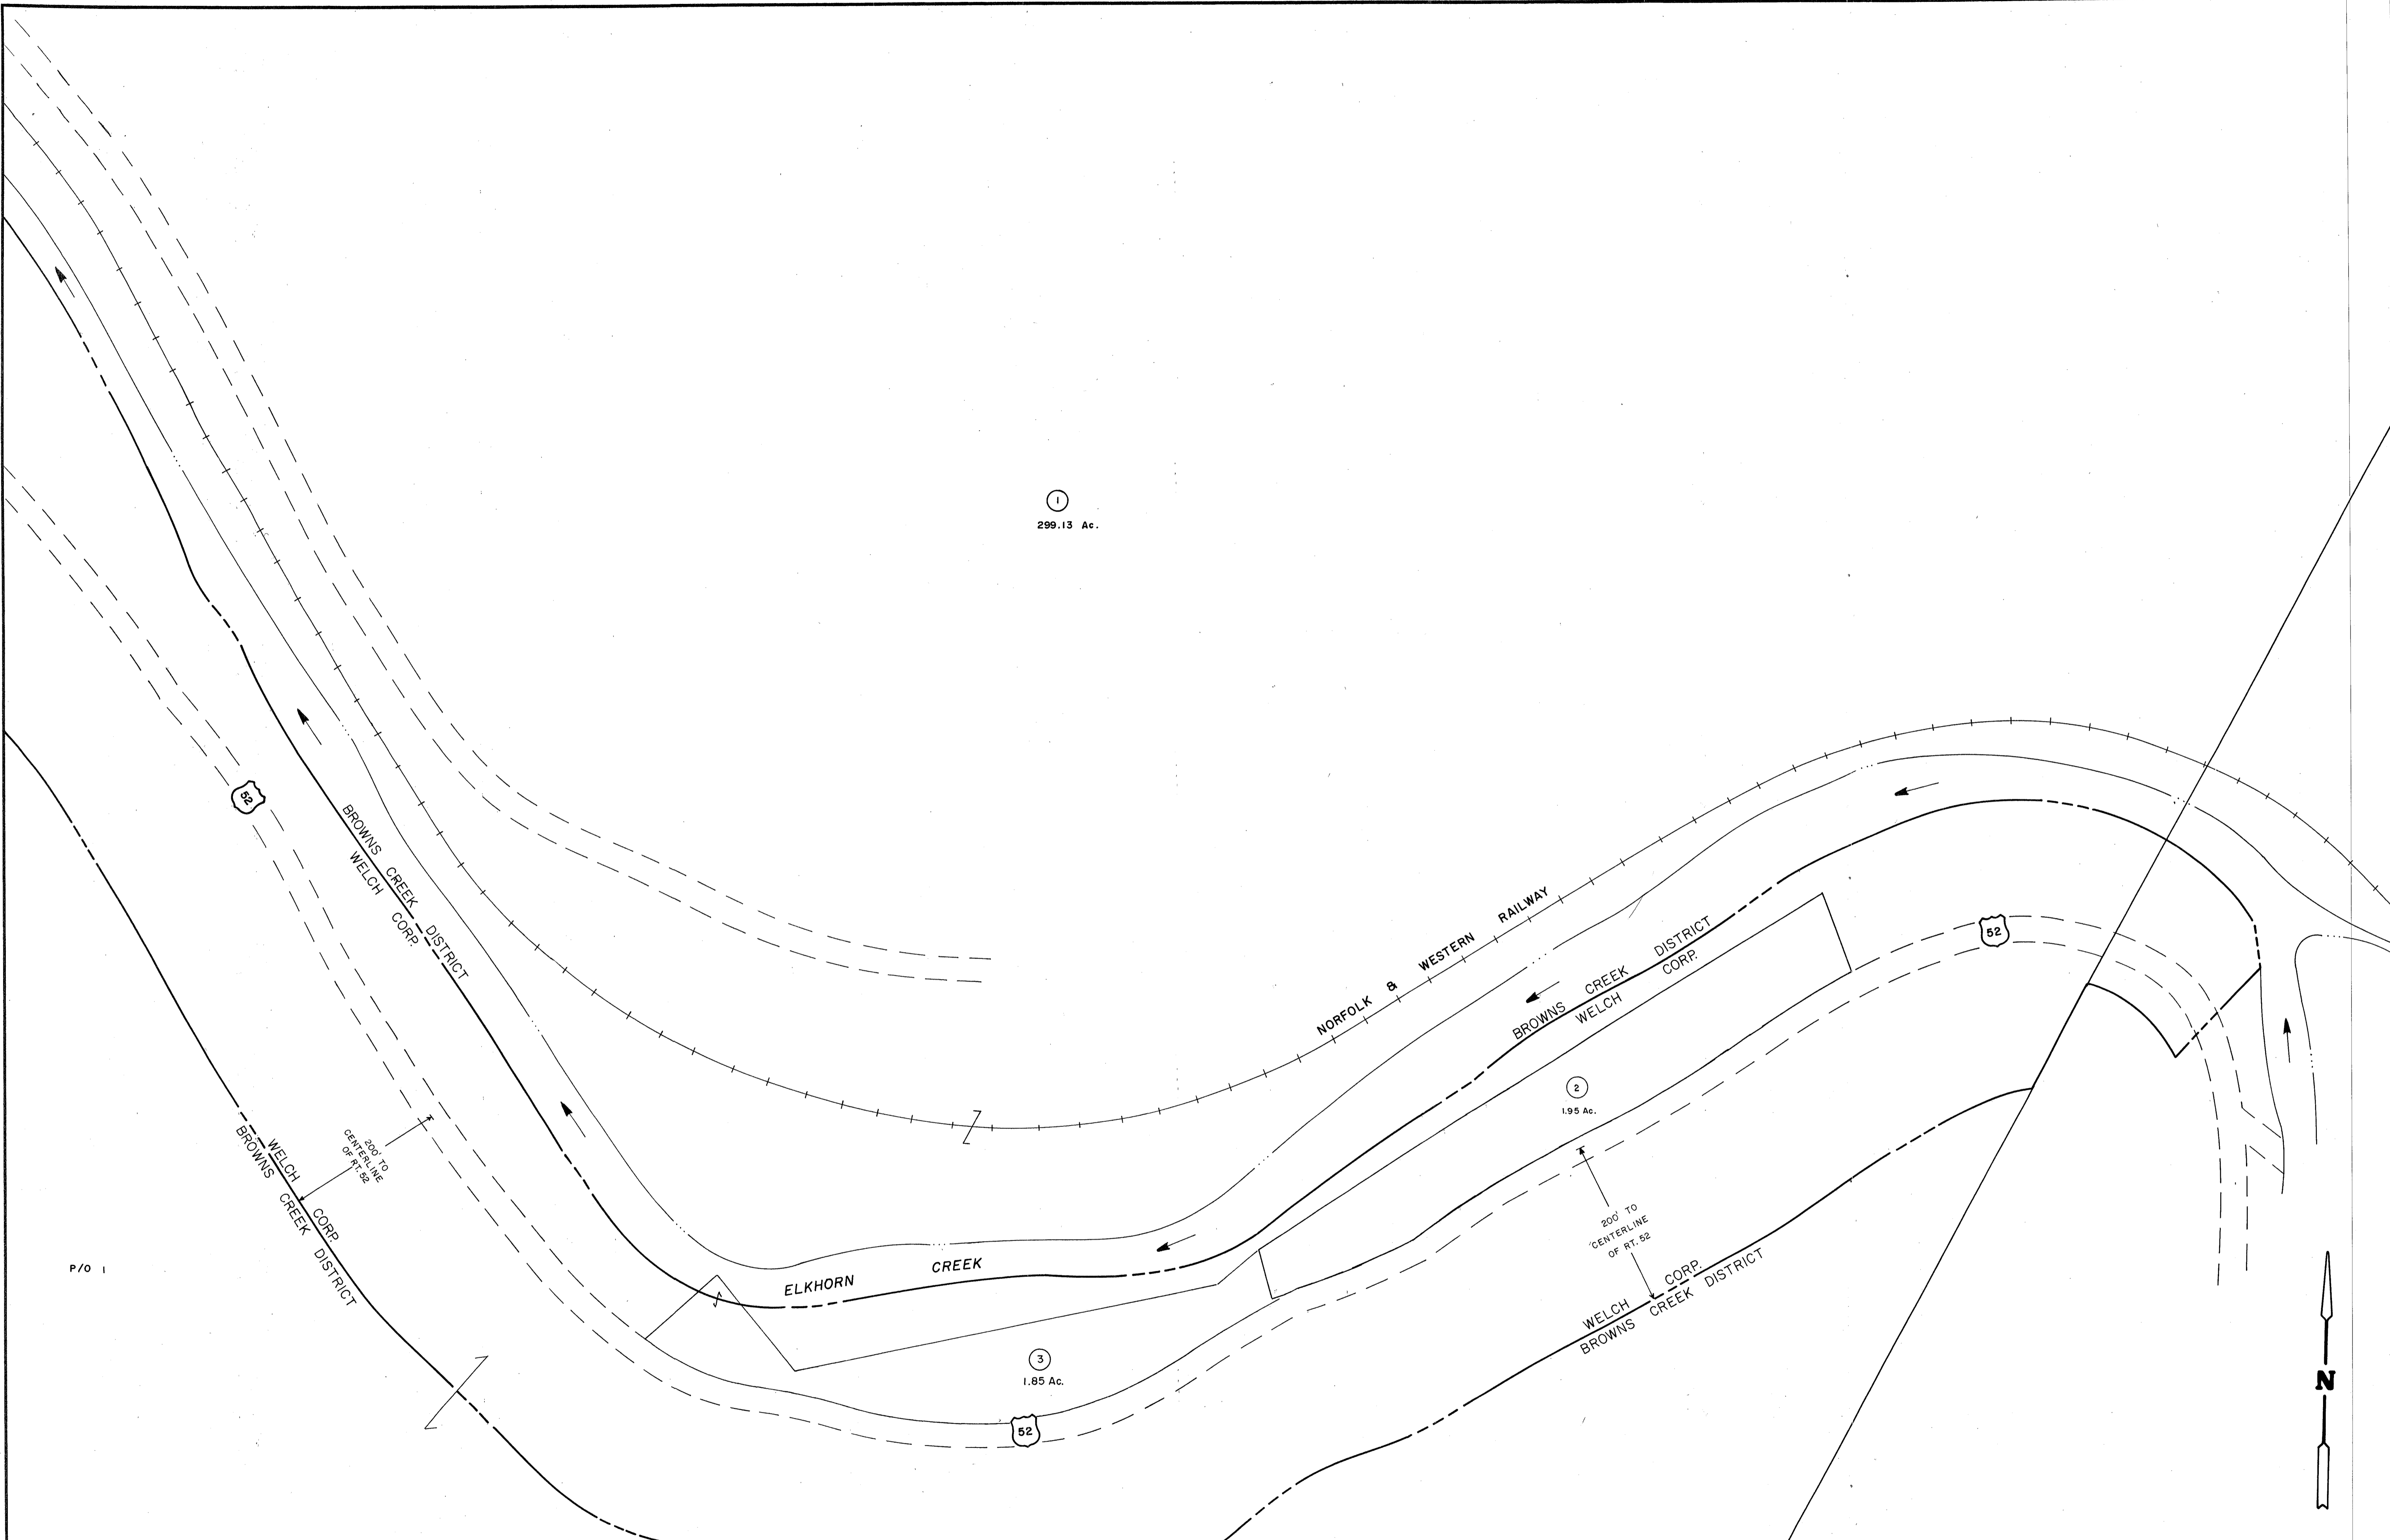 1
299.13 Ac.
52
BROWNS CREEK DISTRICT
WELCH CORP.
NORFOLK & WESTERN RAILWAY
52
BROWNS CREEK DISTRICT
WELCH CORP.
2
1.95 Ac.
200' TO
CENTERLINE
OF RT. 52
WELCH CORP.
BROWNS CREEK DISTRICT
200' TO
CENTERLINE
OF RT. 52
WELCH CORP.
BROWNS CREEK DISTRICT
P/O 1
ELKHORN CREEK
3
1.85 Ac.
52
N